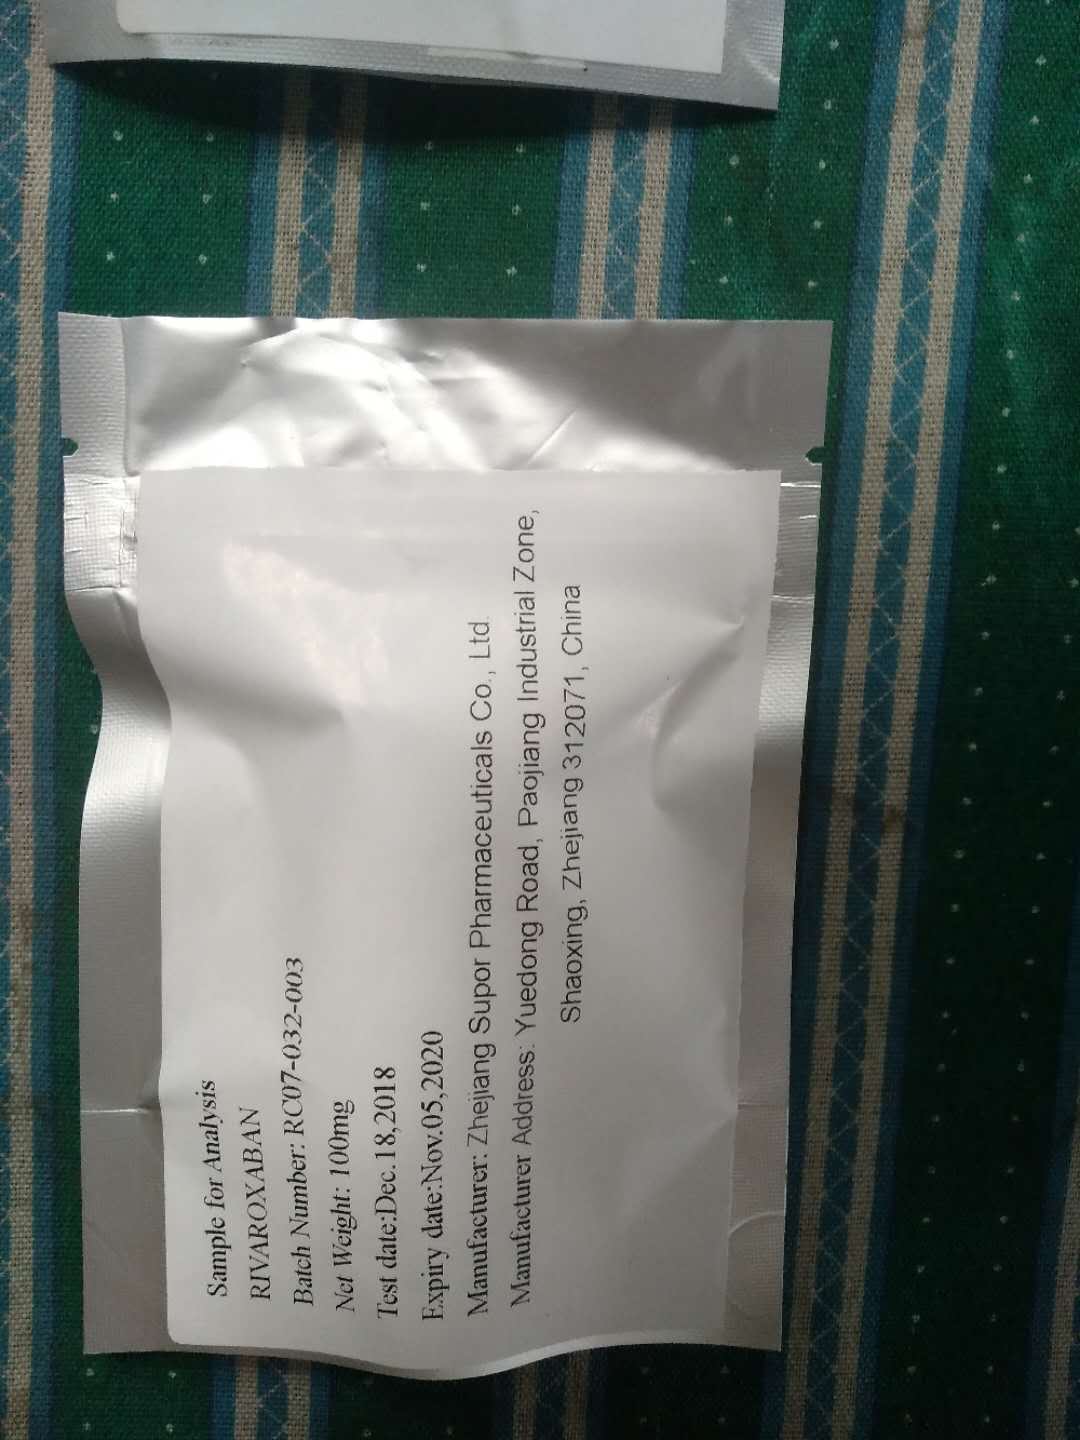 Sample for Analysis
RIVAROXABAN
Batch Number: RC07-032-003
Net Weight: 100mg
Test date:Dec.18,2018
Expiry date:Nov.05,2020
Manufacturer: Zhejiang Supor Pharmaceuticals Co., Ltd.
Manufacturer Address: Yuedong Road, Paojiang Industrial Zone,
Shaoxing, Zhejiang 312071, China